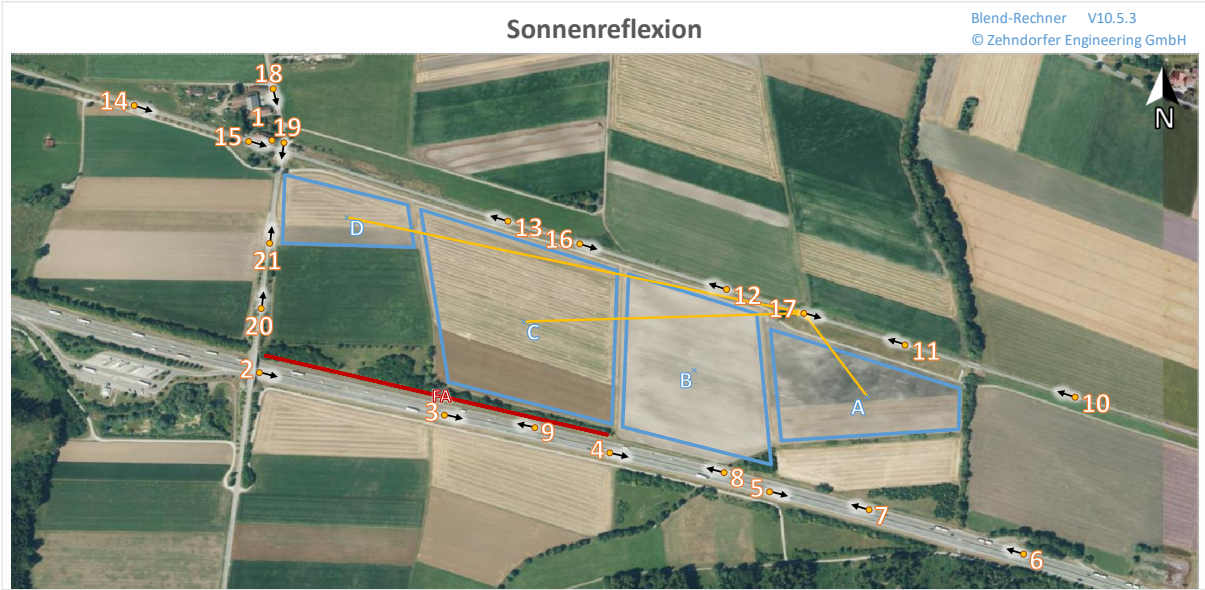 Sonnenreflexion
Blend-Rechner V10.5.3
© Zehndorfer Engineering GmbH
18
14
1
19
15
N
13
D
16
21
12
17
20
C
11
2
B
FA
A
10
3
9
4
8
5
7
6